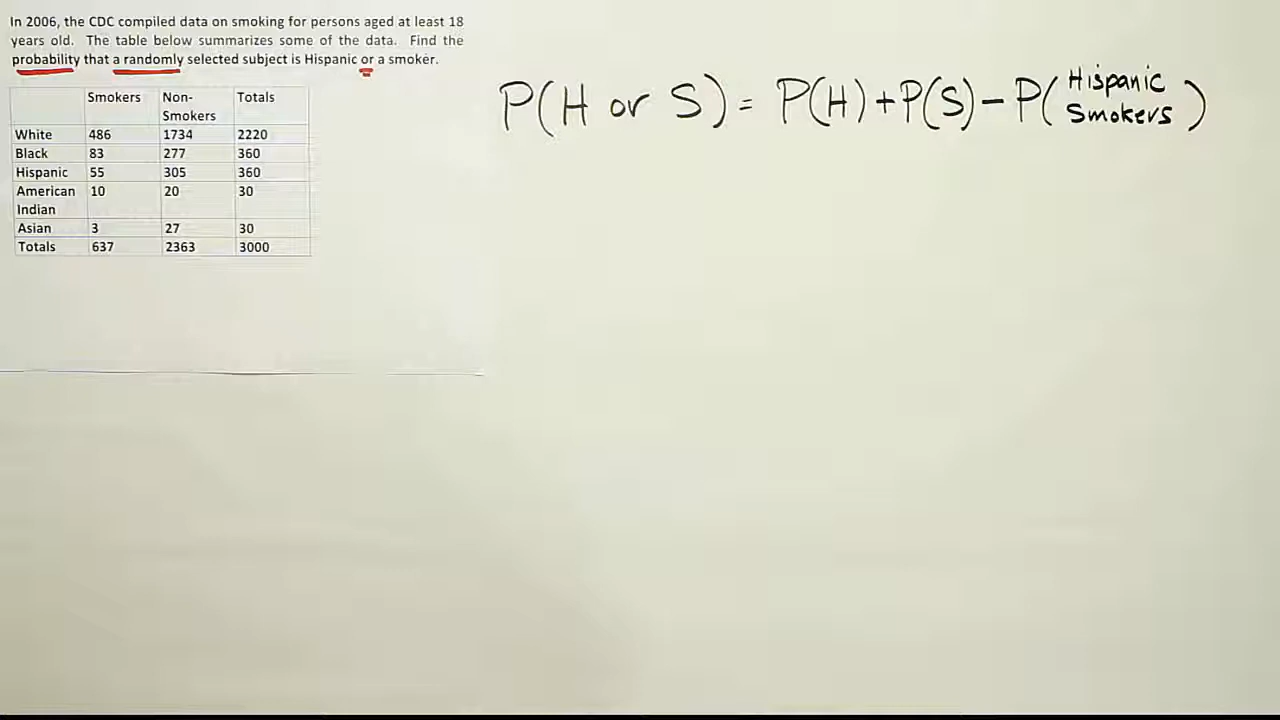 In 2006, the CDC compiled data on smoking for persons aged at least 18
years old. The table below summarizes some of the data. Find the
probability that a randomly selected subject is Hispanic or a smoker.
Smokers Non-Smokers Totals
White 486 1734 2220
Black 83 277 360
Hispanic 55 305 360
American Indian 10 20 30
Asian 3 27 30
Totals 637 2363 3000
P(H or S) = P(H) + P(S) - P(Hispanic Smokers)